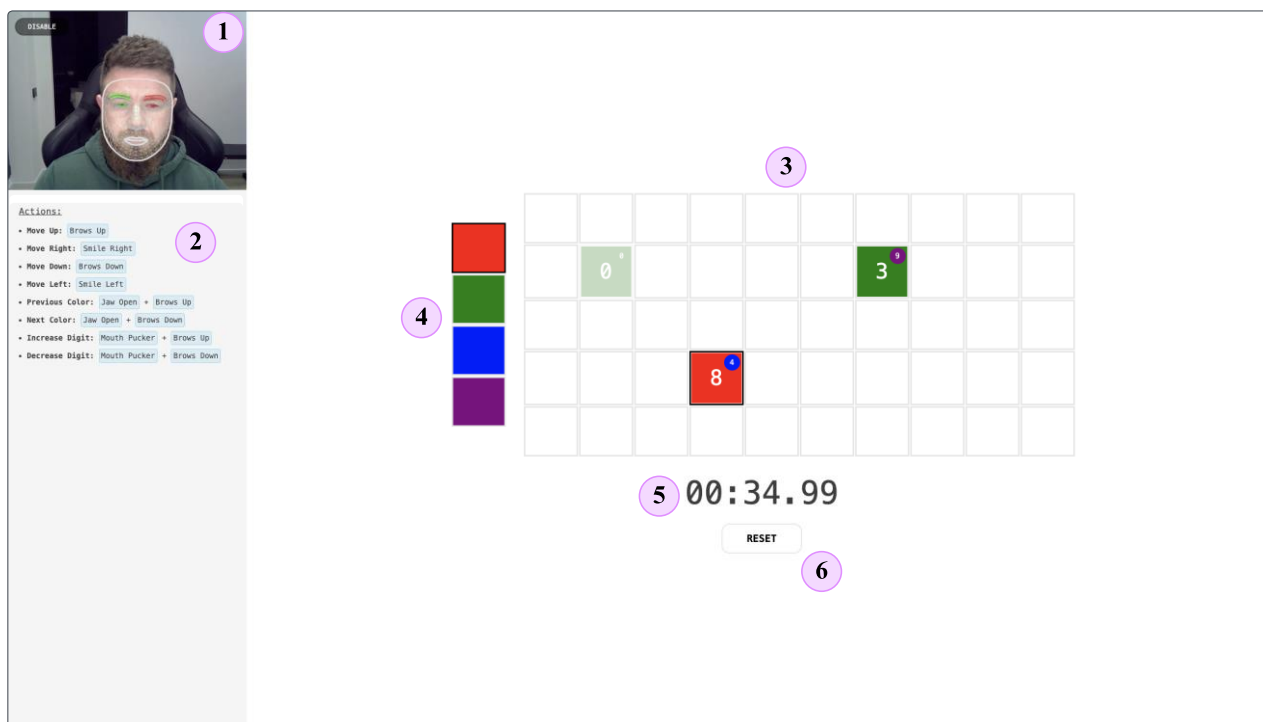 DISABLE
1
Actions:
2
• Move Up: Brows Up
• Move Right: Smile Right
• Move Down: Brows Down
• Move Left: Smile Left
• Previous Color: Jaw Open + Brows Up
• Next Color: Jaw Open + Brows Down
• Increase Digit: Mouth Pucker + Brows Up
• Decrease Digit: Mouth Pucker + Brows Down
3
0
3 9
4
8 4
5 00:34.99
RESET
6